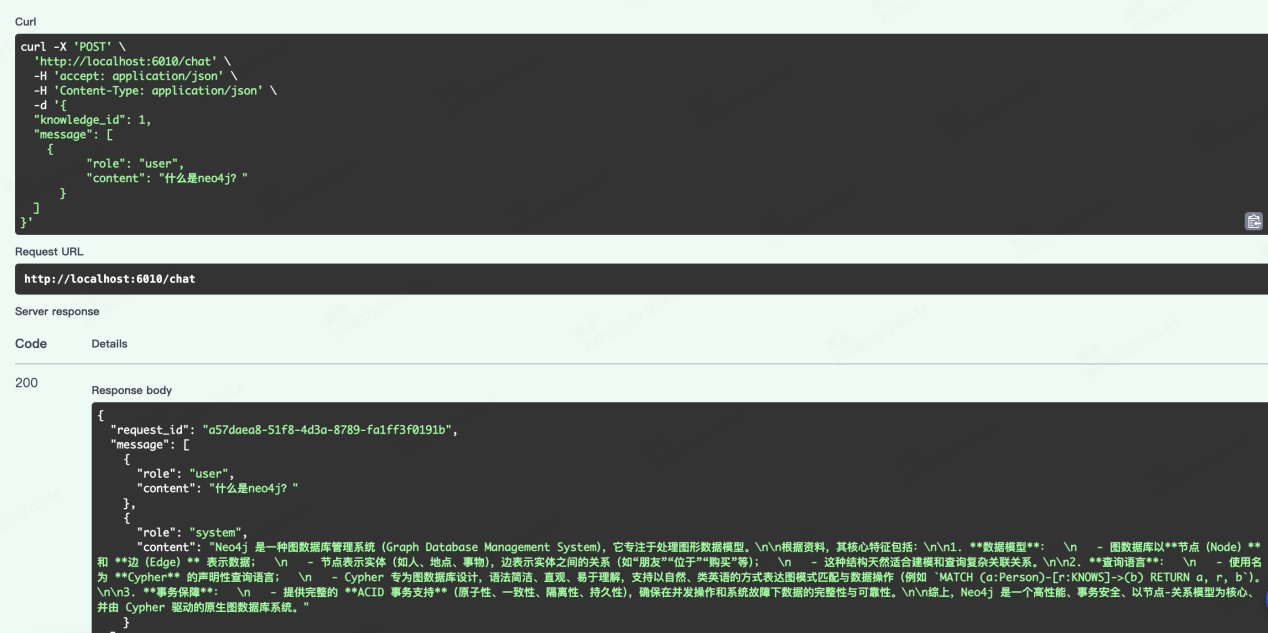 Curl
curl -X 'POST' \
'http://localhost:6010/chat' \
-H 'accept: application/json' \
-H 'Content-Type: application/json' \
-d '{
"knowledge_id": 1,
"message": [
{
"role": "user",
"content": "什么是neo4j？"
}
]
}'
Request URL
http://localhost:6010/chat
Server response
Code Details
200
Response body
{
"request_id": "a57daea8-51f8-4d3a-8789-fa1ff3f0191b",
"message": [
{
"role": "user",
"content": "什么是neo4j？"
},
{
"role": "system",
"content": "Neo4j 是一种图数据库管理系统（Graph Database Management System），它专注于处理图形数据模型。\n\n根据资料，其核心特征包括：\n\n1. **数据模型**：  \n   - 图数据库以**节点（Node）**
和 **边（Edge）** 表示数据；  \n   - 节点表示实体（如人、地点、事物），边表示实体之间的关系（如“朋友”“位于”“购买”等）；  \n   - 这种结构天然适合建模和查询复杂关联关系。\n\n2. **查询语言**：  \n   - 使用名
为 **Cypher** 的声明性查询语言；  \n   - Cypher 专为图数据库设计，语法简洁、直观、易于理解，支持以自然、类英语的方式表达图模式匹配与数据操作（例如 `MATCH (a:Person)-[r:KNOWS]->(b) RETURN a, r, b`）。
\n\n3. **事务保障**：  \n   - 提供完整的 **ACID 事务支持**（原子性、一致性、隔离性、持久性），确保在并发操作和系统故障下数据的完整性与可靠性。\n\n综上，Neo4j 是一个高性能、事务安全、以节点-关系模型为核心、
并由 Cypher 驱动的原生图数据库系统。"
}